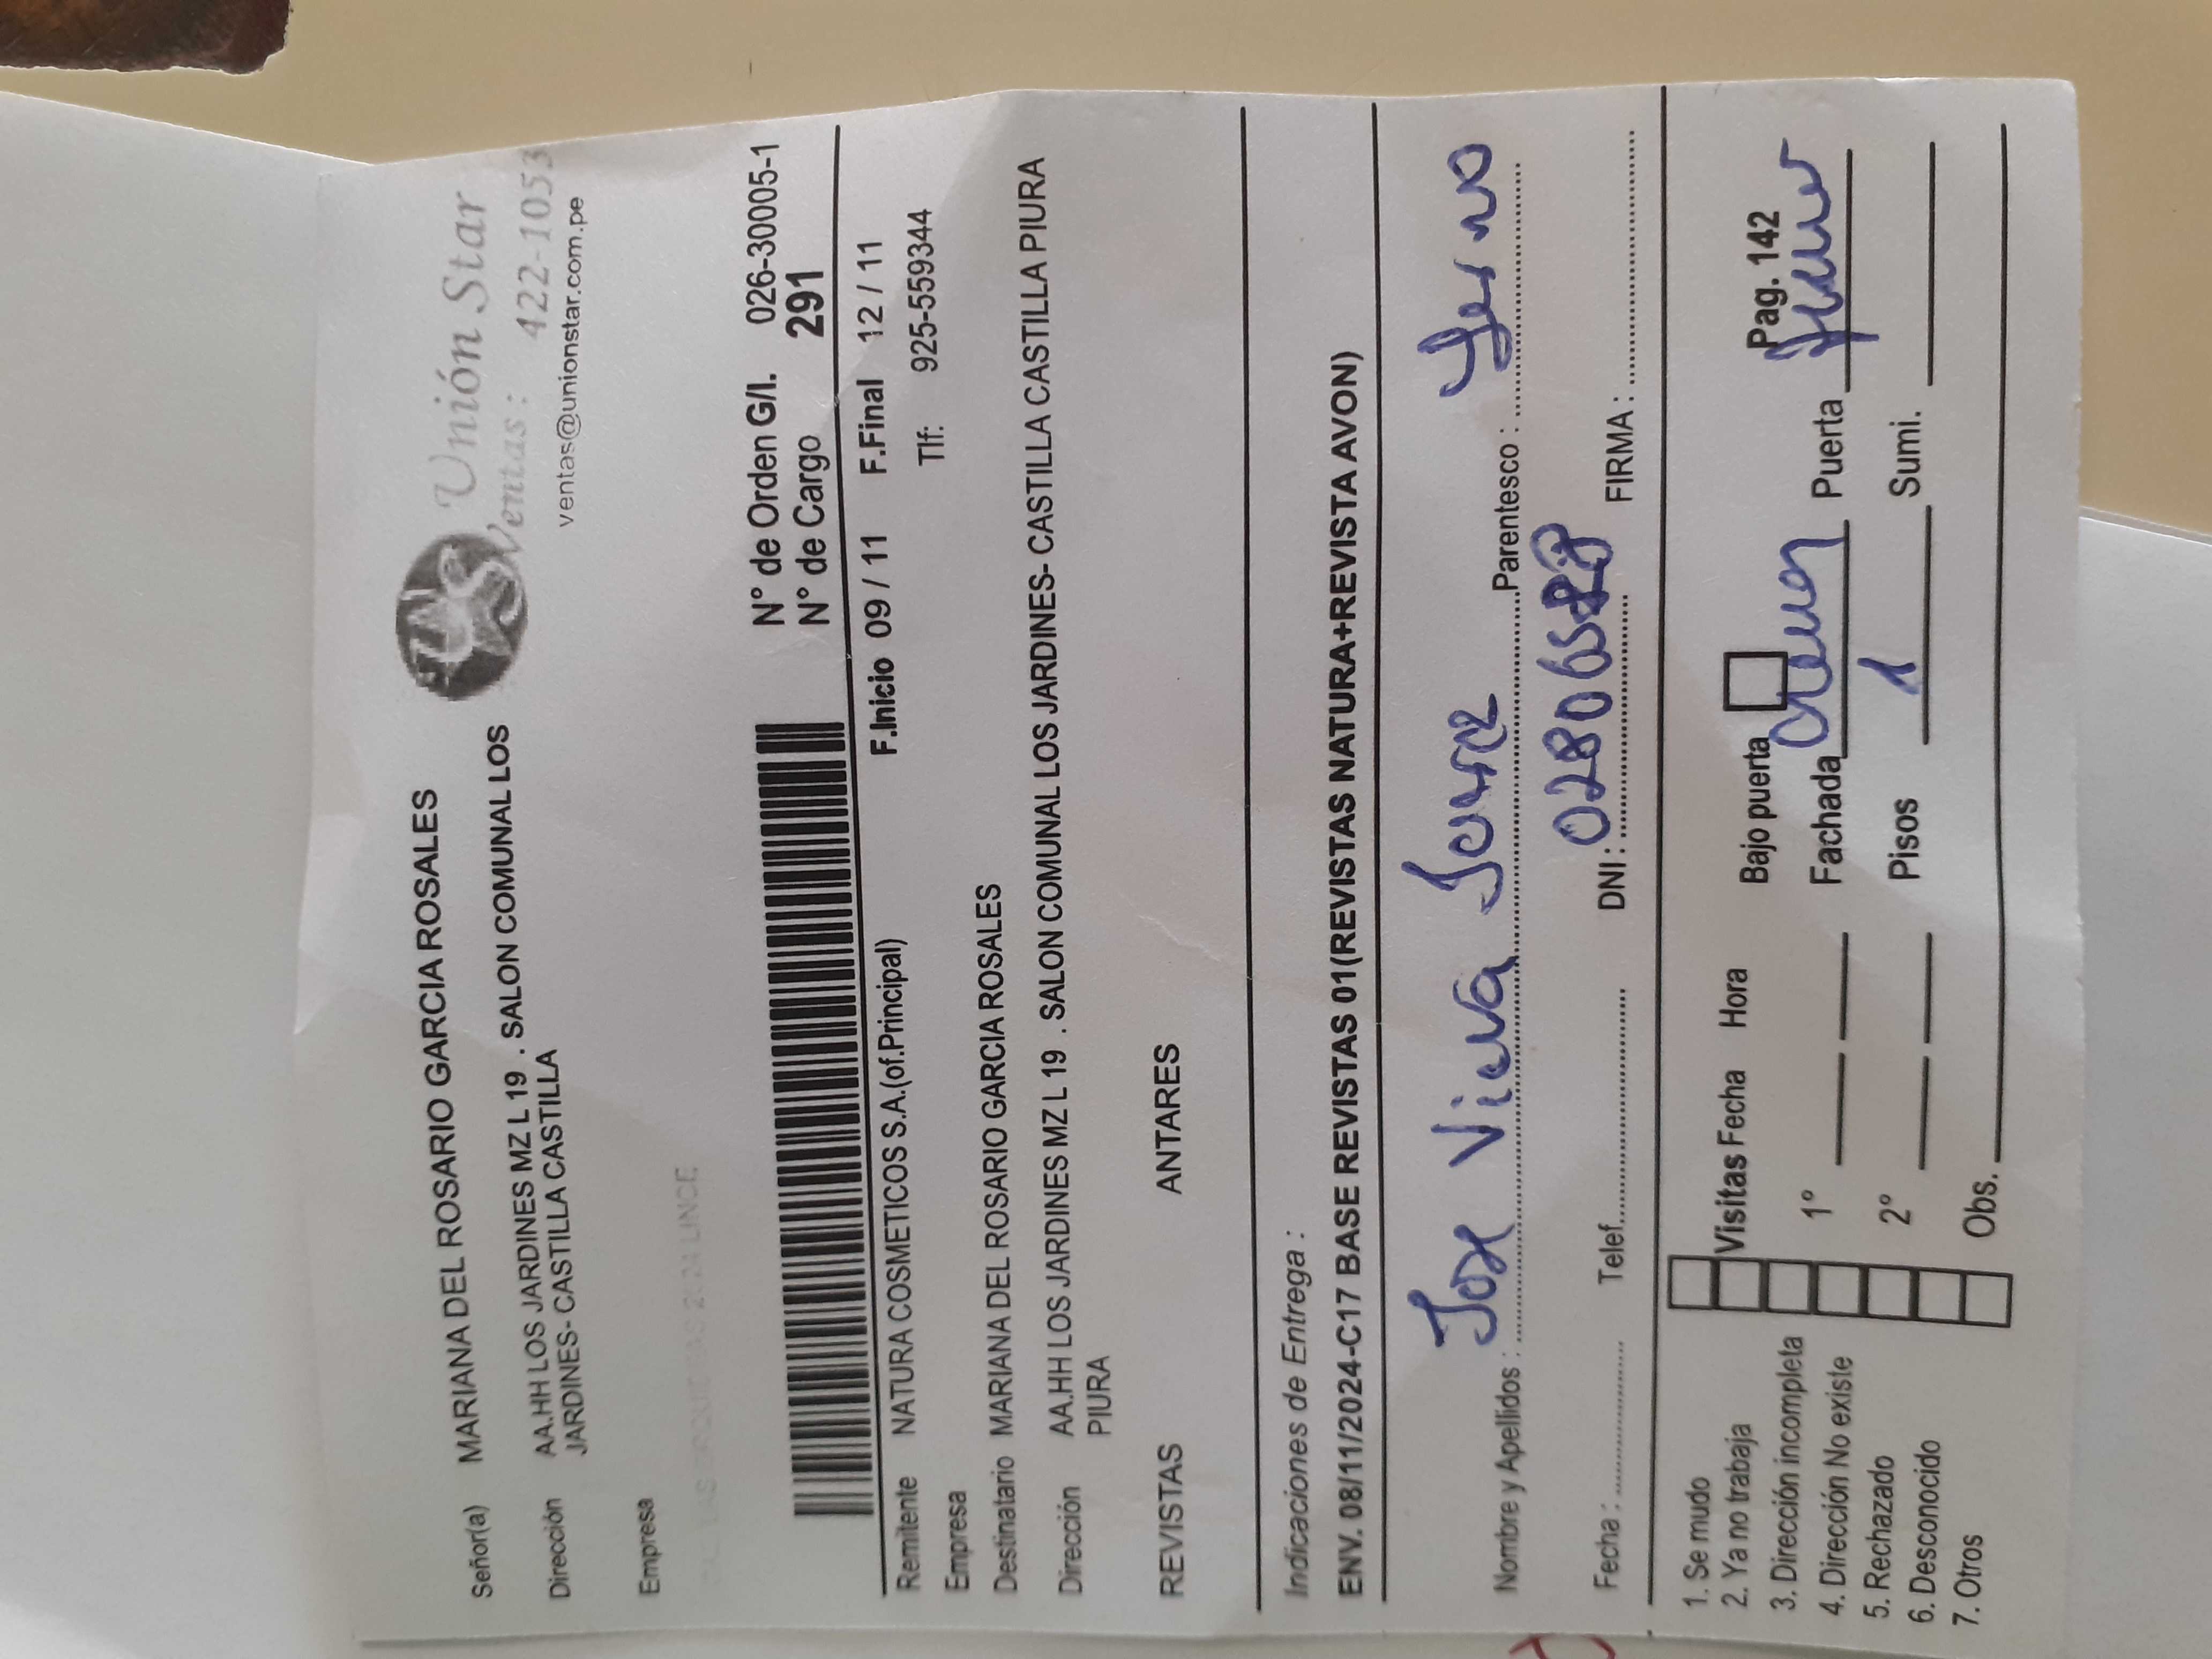 Señor(a) MARIANA DEL ROSARIO GARCIA ROSALES
Dirección AA.HH LOS JARDINES MZ L 19 . SALON COMUNAL LOS
JARDINES- CASTILLA CASTILLA
Empresa
Unión Star
Ventas: 422-1053
ventas@unionstar.com.pe
N° de Orden G/I. 026-30005-1
N° de Cargo 291
F.Inicio 09 / 11 F.Final 12 / 11
Remitente NATURA COSMETICOS S.A.(of.Principal)
Tlf: 925-559344
Empresa
Destinatario MARIANA DEL ROSARIO GARCIA ROSALES
Dirección AA.HH LOS JARDINES MZ L 19 . SALON COMUNAL LOS JARDINES- CASTILLA CASTILLA CASTILLA PIURA
PIURA
REVISTAS ANTARES
Indicaciones de Entrega :
ENV. 08/11/2024-C17 BASE REVISTAS 01(REVISTAS NATURA+REVISTA AVON)
Nombre y Apellidos : Jose Viera Parentesco : Yerno
Fecha : Telef. DNI : FIRMA :
1. Se mudo
2. Ya no trabaja
3. Dirección incompleta
4. Dirección No existe
5. Rechazado
6. Desconocido
7. Otros
Visitas Fecha Hora Bajo puerta Pag. 142
1° Fachada Puerta
2° Pisos 1 Sumi.
Obs.